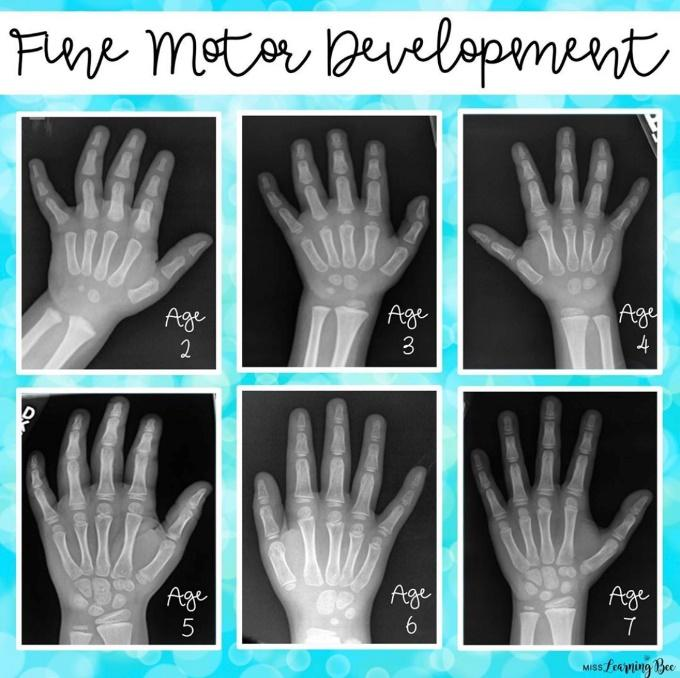 Fine Motor Development
Age
2
Age
3
Age
4
Age
5
Age
6
Age
7
MISS Learning Bee